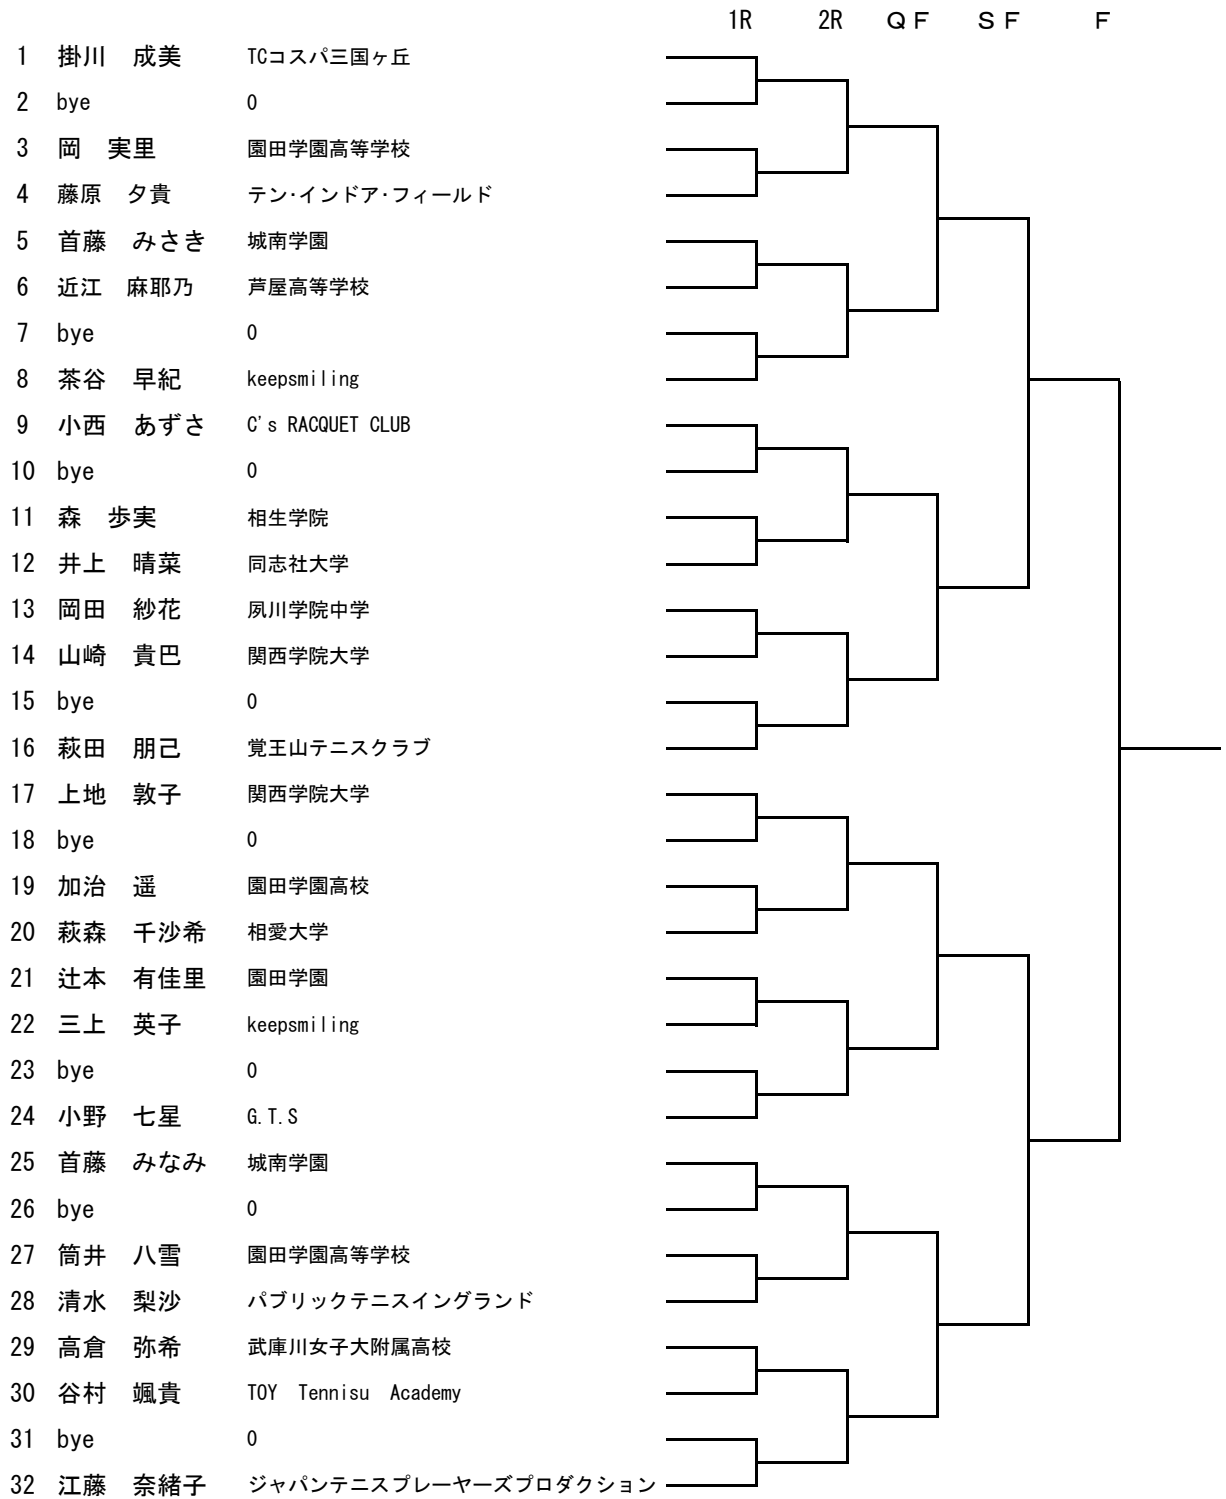 1R 2R ＱＦ ＳＦ Ｆ
1 掛川　成美 TCコスパ三国ヶ丘
2 bye 0
3 岡　実里 園田学園高等学校
4 藤原　夕貴 テン・インドア・フィールド
5 首藤　みさき 城南学園
6 近江　麻耶乃 芦屋高等学校
7 bye 0
8 茶谷　早紀 keepsmiling
9 小西　あずさ C's RACQUET CLUB
10 bye 0
11 森　歩実 相生学院
12 井上　晴菜 同志社大学
13 岡田　紗花 夙川学院中学
14 山崎　貴巴 関西学院大学
15 bye 0
16 萩田　朋己 覚王山テニスクラブ
17 上地　敦子 関西学院大学
18 bye 0
19 加治　遥 園田学園高校
20 萩森　千沙希 相愛大学
21 辻本　有佳里 園田学園
22 三上　英子 keepsmiling
23 bye 0
24 小野　七星 G.T.S
25 首藤　みなみ 城南学園
26 bye 0
27 筒井　八雪 園田学園高等学校
28 清水　梨沙 パブリックテニスイングランド
29 高倉　弥希 武庫川女子大附属高校
30 谷村　颯貴 TOY　Tennisu　Academy
31 bye 0
32 江藤　奈緒子 ジャパンテニスプレーヤーズプロダクション